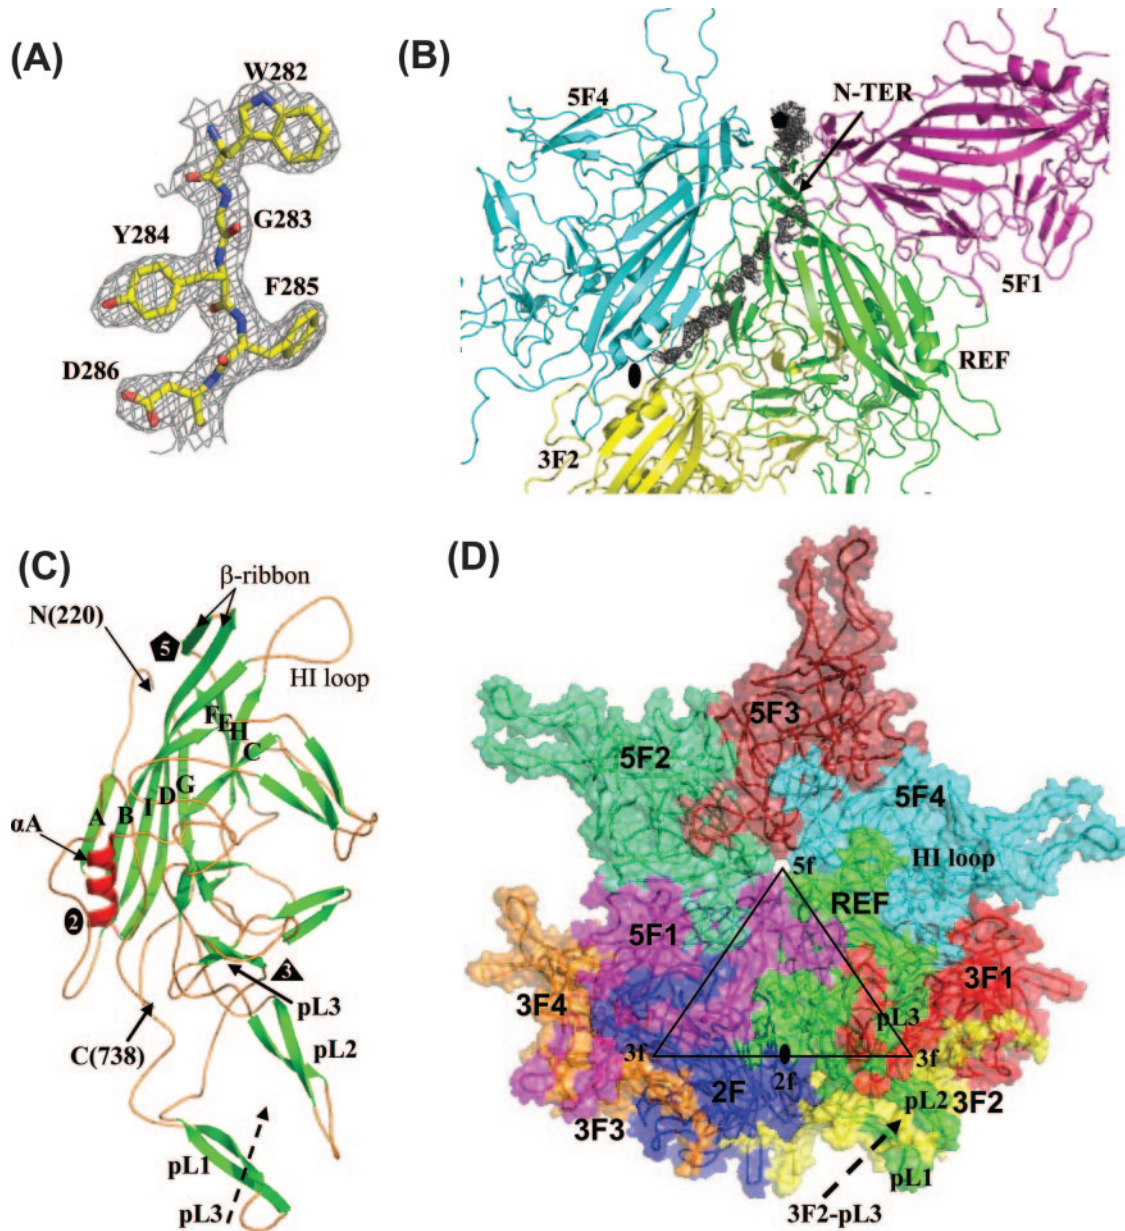 (A)
W282
G283
Y284
F285
D286
(B)
5F4
N-TER
5F1
REF
3F2
(C)
β-ribbon
N(220)
5
HI loop
F
E
H
C
G
D
I
B
A
αA
2
3
pL3
C(738)
pL2
pL1
pL3
(D)
5F3
5F2
5F4
HI loop
5f
REF
5F1
3F1
3F4
pL3
3f
3f
2f
2F
pL2
3F2
3F3
pL1
3F2-pL3